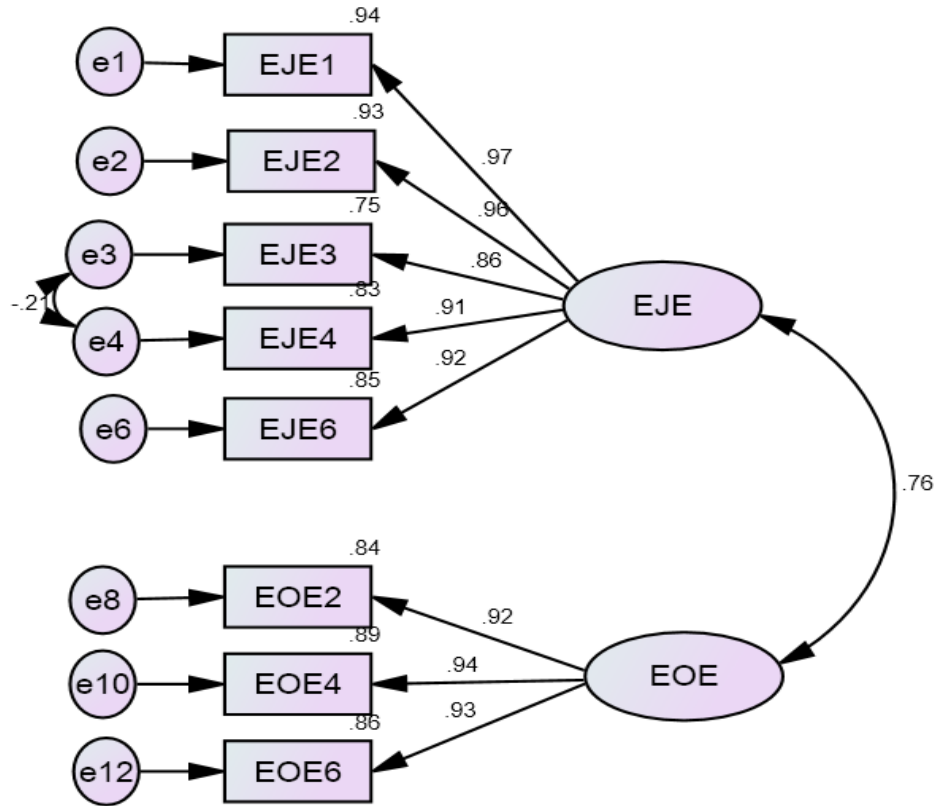 .94
e1 EJE1
.93
.97
e2 EJE2
.75
.96
e3 EJE3
.86
.83
-.21
EJE
.91
e4 EJE4
.92
.85
e6 EJE6
.76
.84
e8 EOE2
.92
.89
.94
e10 EOE4
EOE
.93
.86
e12 EOE6